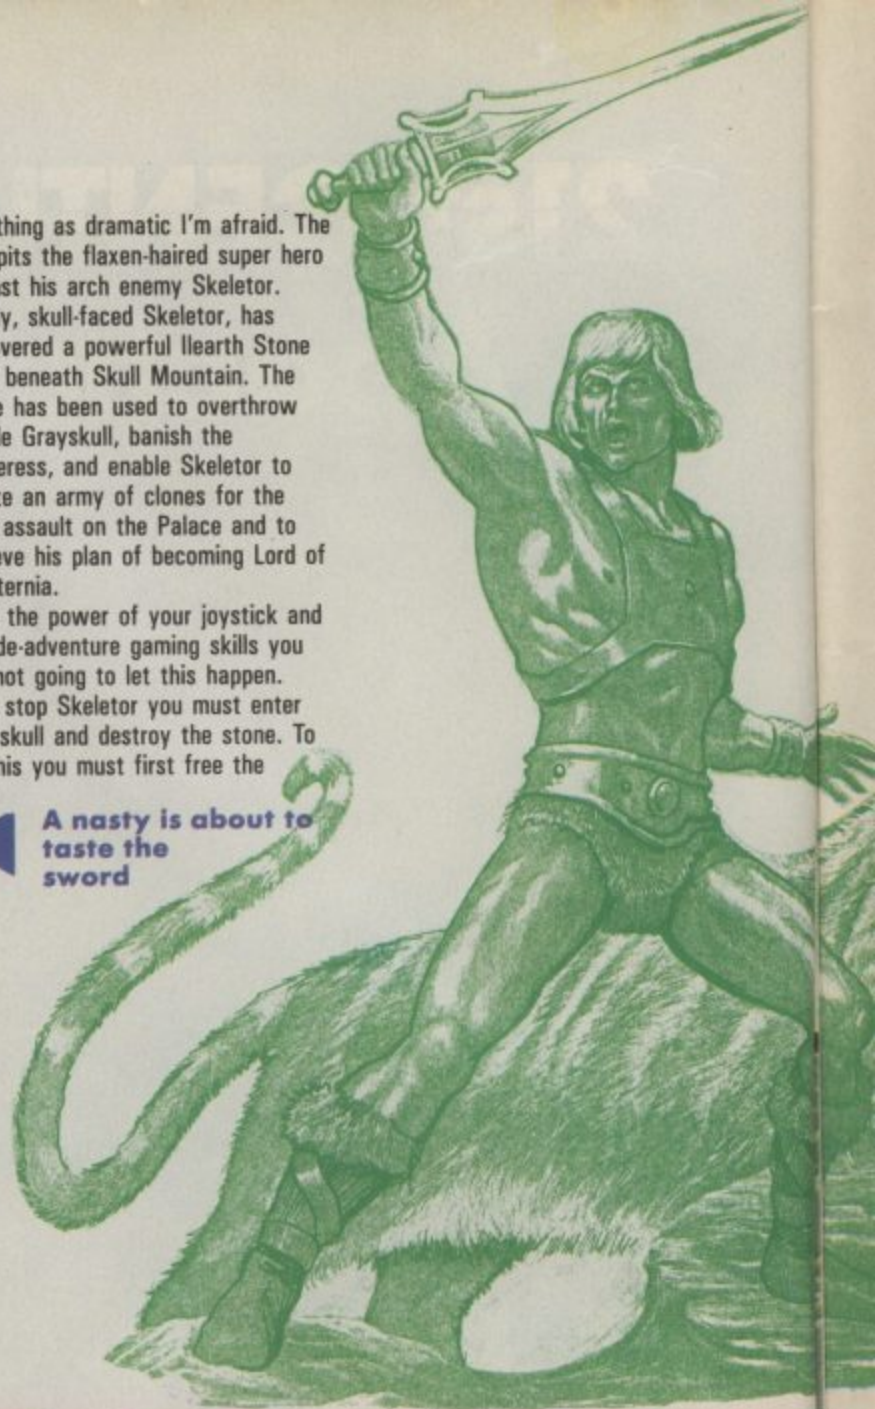 thing as dramatic I'm afraid. The
pits the flaxen-haired super hero
st his arch enemy Skeletor.
y, skull-faced Skeletor, has
vered a powerful Ilearth Stone
beneath Skull Mountain. The
e has been used to overthrow
le Grayskull, banish the
eress, and enable Skeletor to
te an army of clones for the
assault on the Palace and to
eve his plan of becoming Lord of
ternia.
the power of your joystick and
de-adventure gaming skills you
not going to let this happen.
stop Skeletor you must enter
skull and destroy the stone. To
his you must first free the
A nasty is about to
taste the
sword